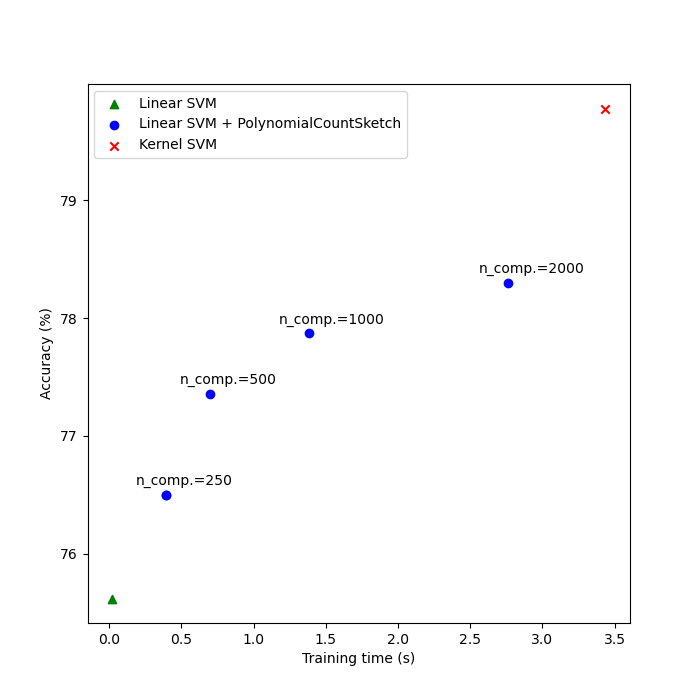 Linear SVM
Linear SVM + PolynomialCountSketch
Kernel SVM
79
78
77
76
Accuracy (%)
n_comp.=2000
n_comp.=1000
n_comp.=500
n_comp.=250
0.0 0.5 1.0 1.5 2.0 2.5 3.0 3.5
Training time (s)